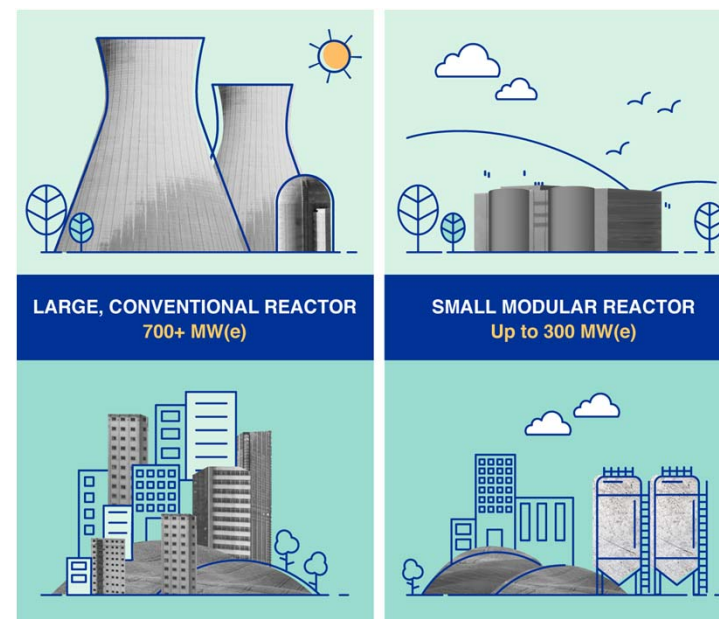 LARGE, CONVENTIONAL REACTOR
700+ MW(e)
SMALL MODULAR REACTOR
Up to 300 MW(e)